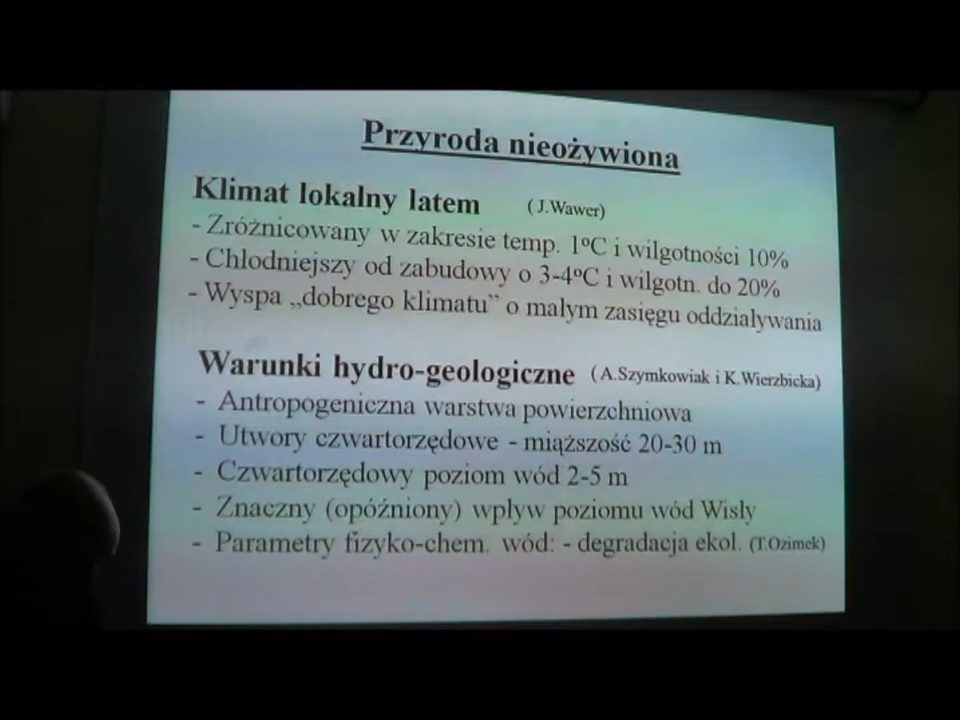 Przyroda nieożywiona
Klimat lokalny latem (J.Wawer)
- Zróżnicowany w zakresie temp. 1ºC i wilgotności 10%
- Chłodniejszy od zabudowy o 3-4ºC i wilgotn. do 20%
- Wyspa „dobrego klimatu” o małym zasięgu oddziaływania
Warunki hydro-geologiczne (A.Szymkowiak i K.Wierzbicka)
- Antropogeniczna warstwa powierzchniowa
- Utwory czwartorzędowe - miąższość 20-30 m
- Czwartorzędowy poziom wód 2-5 m
- Znaczny (opóźniony) wpływ poziomu wód Wisły
- Parametry fizyko-chem. wód: - degradacja ekol. (T.Ozimek)